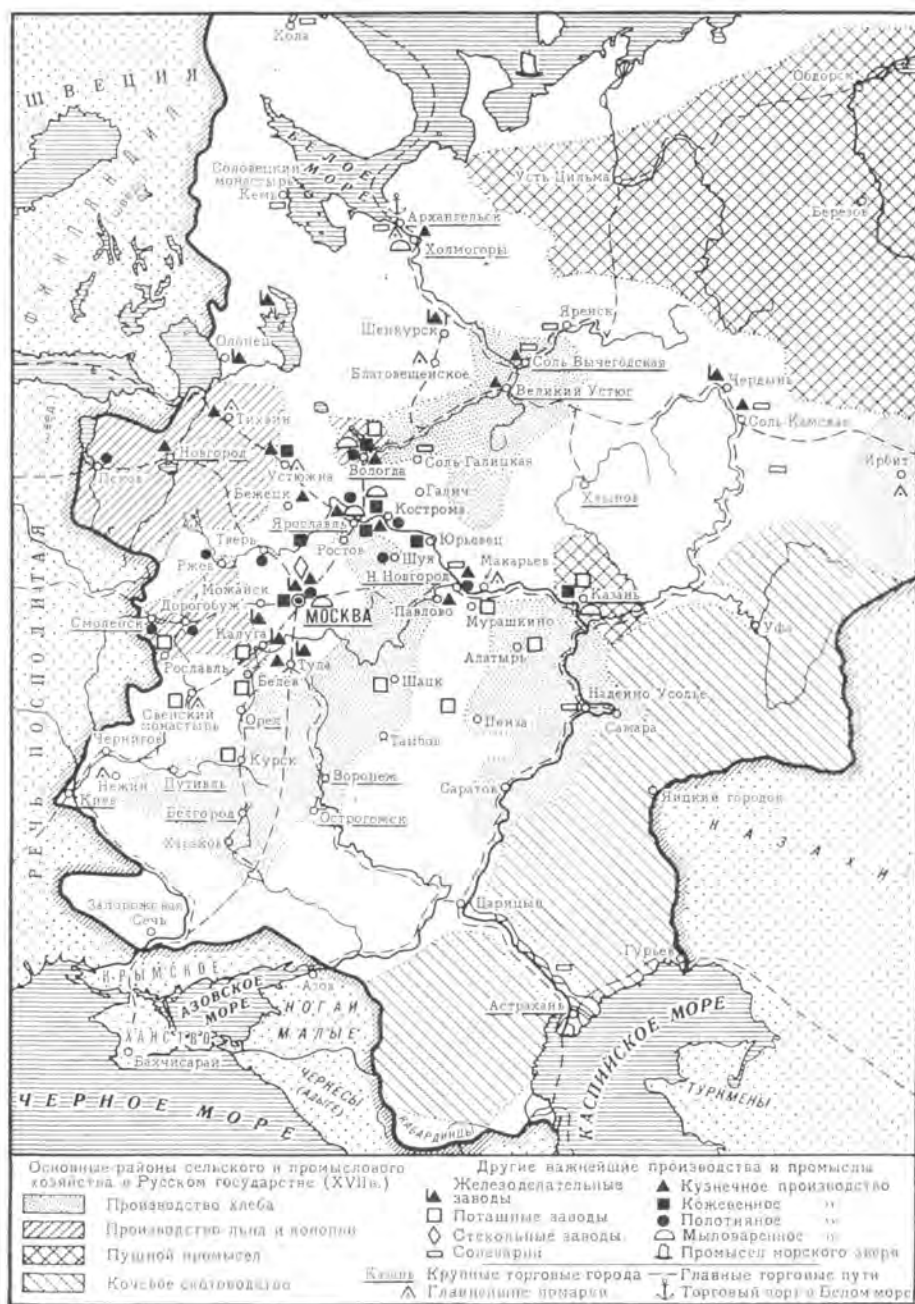 Кола
ШВЕЦИЯ
Обдорск
БЕЛОЕ
МОРЕ
Соловецкий
монастырь
Кемь
Усть Цильма
Березов
Архангельск
Холмогоры
ФИНЛЯНДИЯ
Яренск
Шенкурск
Олонец
Соль Вычегодская
Благовещенское
Великий Устюг
Чердынь
Тихвин
Соль Камская
Новгород
Псков
Вологда
Соль Галицкая
Устюжна
Ирбит
Бежецк
Галич
Хлынов
Кострома
Ярославль
Тверь
Юрьевец
Ростов
Ржев
Шуя
Макарьев
Н.Новгород
Можайск
Казань
Дорогобуж
МОСКВА
Павлово
Мурашкино
Смоленск
Калуга
Уфа
Алатырь
Рославль
Тула
Белев
Шацк
Надеино Усолье
Свенский
монастырь
Орел
Пенза
Самара
Чернигов
Тамбов
Курск
Нежин
Путивль
Воронеж
Саратов
Киев
Яицкий городок
Белгород
Острогожск
Харьков
РЕЧЬ ПОСПОЛИТАЯ
КАЗАХИ
Запорожская
Сечь
Царицын
Гурьев
КРЫМСКОЕ
Азов
АЗОВСКОЕ
МОРЕ
НОГАИ
МАЛЫЕ
Астрахань
ХАНСТВО
Бахчисарай
КАСПИЙСКОЕ МОРЕ
ЧЕРКЕСЫ
(АДЫГЕ)
ТУРКМЕНЫ
ЧЕРНОЕ МОРЕ
КАБАРДИНЦЫ
Основные районы сельского и промыслового
хозяйства в Русском государстве (XVIIв.)
Производство хлеба
Производство льна и конопли
Пушной промысел
Кочевое скотоводство
Другие важнейшие производства и промыслы
Железоделательные
заводы
Поташные заводы
Стекольные заводы
Солеварни
Кузнечное производство
Кожевенное "
Полотняное "
Мыловаренное "
Промысел морского зверя
Казань Крупные торговые города
Главнейшие ярмарки
Главные торговые пути
Торговый порт в Белом море